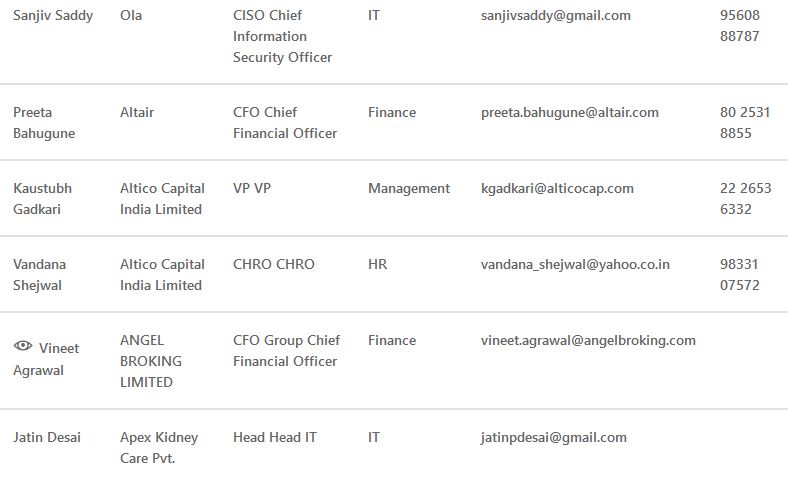 Sanjiv Saddy Ola CISO Chief IT sanjivsaddy@gmail.com 95608
Information 88787
Security Officer
Preeta Altair CFO Chief Finance preeta.bahugune@altair.com 80 2531
Bahugune Financial Officer 8855
Kaustubh Altico Capital VP VP Management kgadkari@alticocap.com 22 2653
Gadkari India Limited 6332
Vandana Altico Capital CHRO CHRO HR vandana_shejwal@yahoo.co.in 98331
Shejwal India Limited 07572
Vineet ANGEL CFO Group Chief Finance vineet.agrawal@angelbroking.com
Agrawal BROKING Financial Officer
LIMITED
Jatin Desai Apex Kidney Head Head IT IT jatinpdesai@gmail.com
Care Pvt.